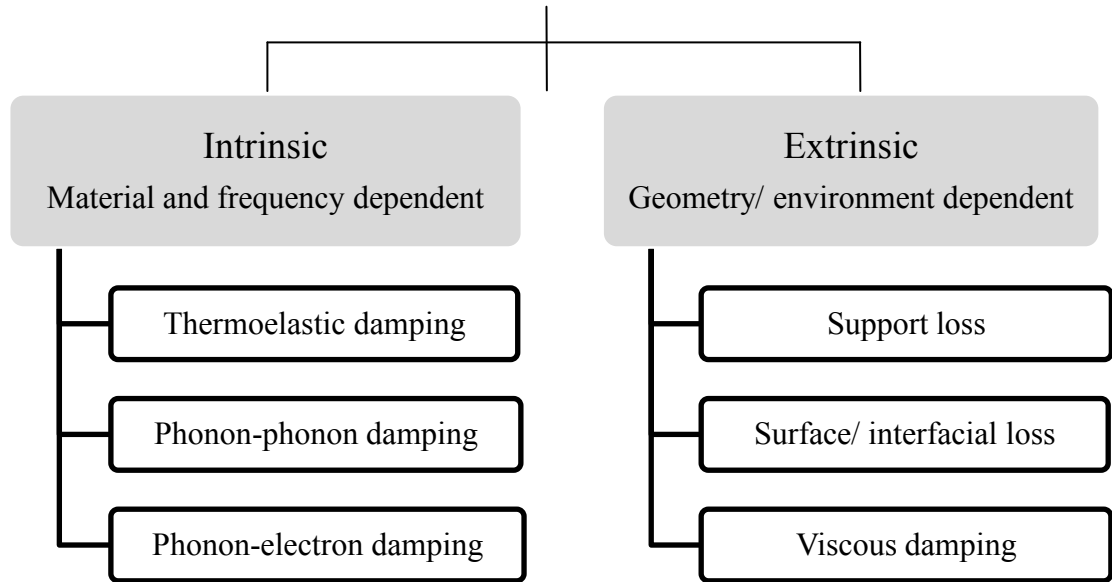 Intrinsic
Material and frequency dependent
Thermoelastic damping
Phonon-phonon damping
Phonon-electron damping
Extrinsic
Geometry/ environment dependent
Support loss
Surface/ interfacial loss
Viscous damping